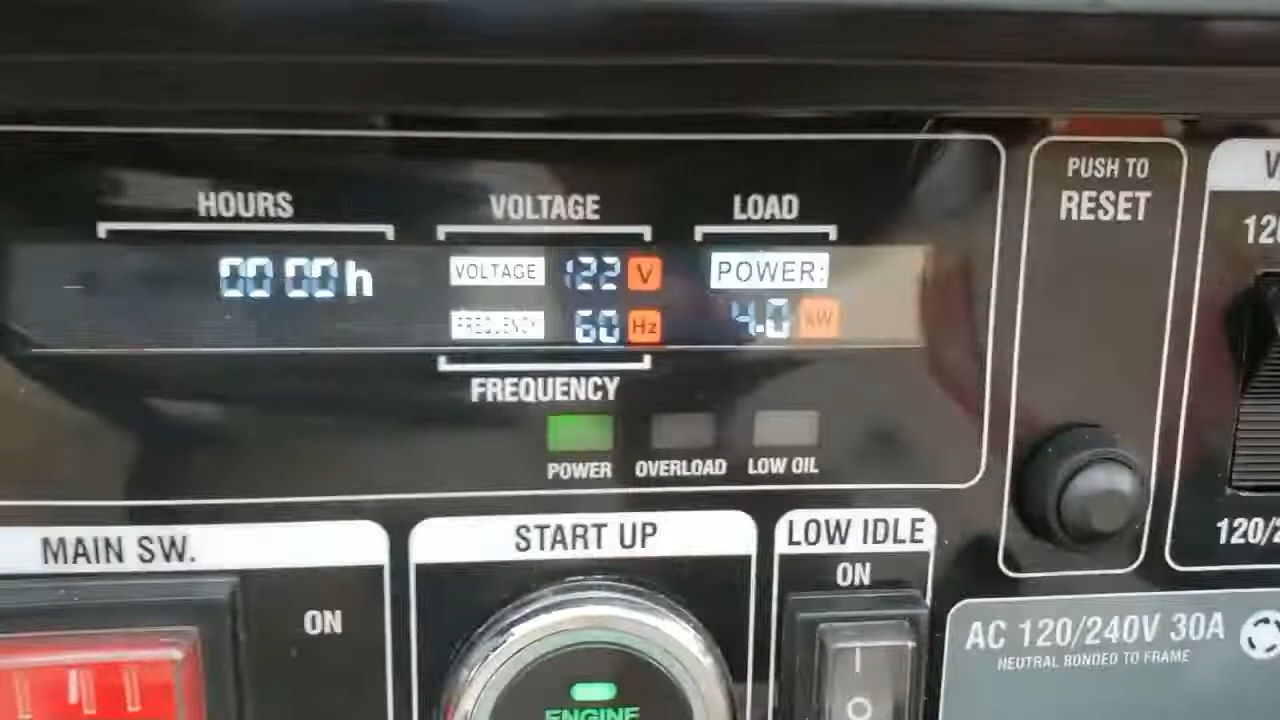 HOURS
VOLTAGE
LOAD
PUSH TO
RESET
00 00 h
VOLTAGE 122 V
POWER:
FREQUENCY 60 Hz
4.0 kW
FREQUENCY
POWER
OVERLOAD
LOW OIL
MAIN SW.
ON
START UP
ENGINE
LOW IDLE
ON
AC 120/240V 30A
NEUTRAL BONDED TO FRAME